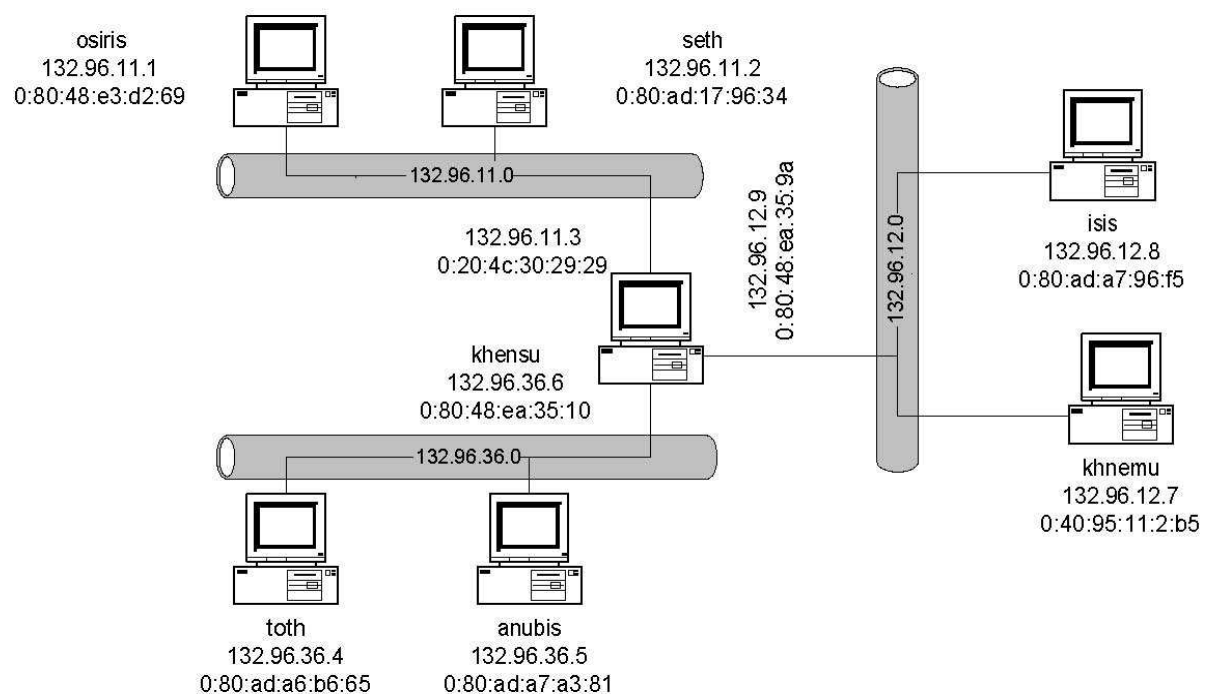 osiris
132.96.11.1
0:80:48:e3:d2:69
seth
132.96.11.2
0:80:ad:17:96:34
132.96.11.0
132.96.11.3
0:20:4c:30:29:29
132.96.12.9
0:80:48:ea:35:9a
132.96.12.0
isis
132.96.12.8
0:80:ad:a7:96:f5
khensu
132.96.36.6
0:80:48:ea:35:10
132.96.36.0
khnemu
132.96.12.7
0:40:95:11:2:b5
toth
132.96.36.4
0:80:ad:a6:b6:65
anubis
132.96.36.5
0:80:ad:a7:a3:81